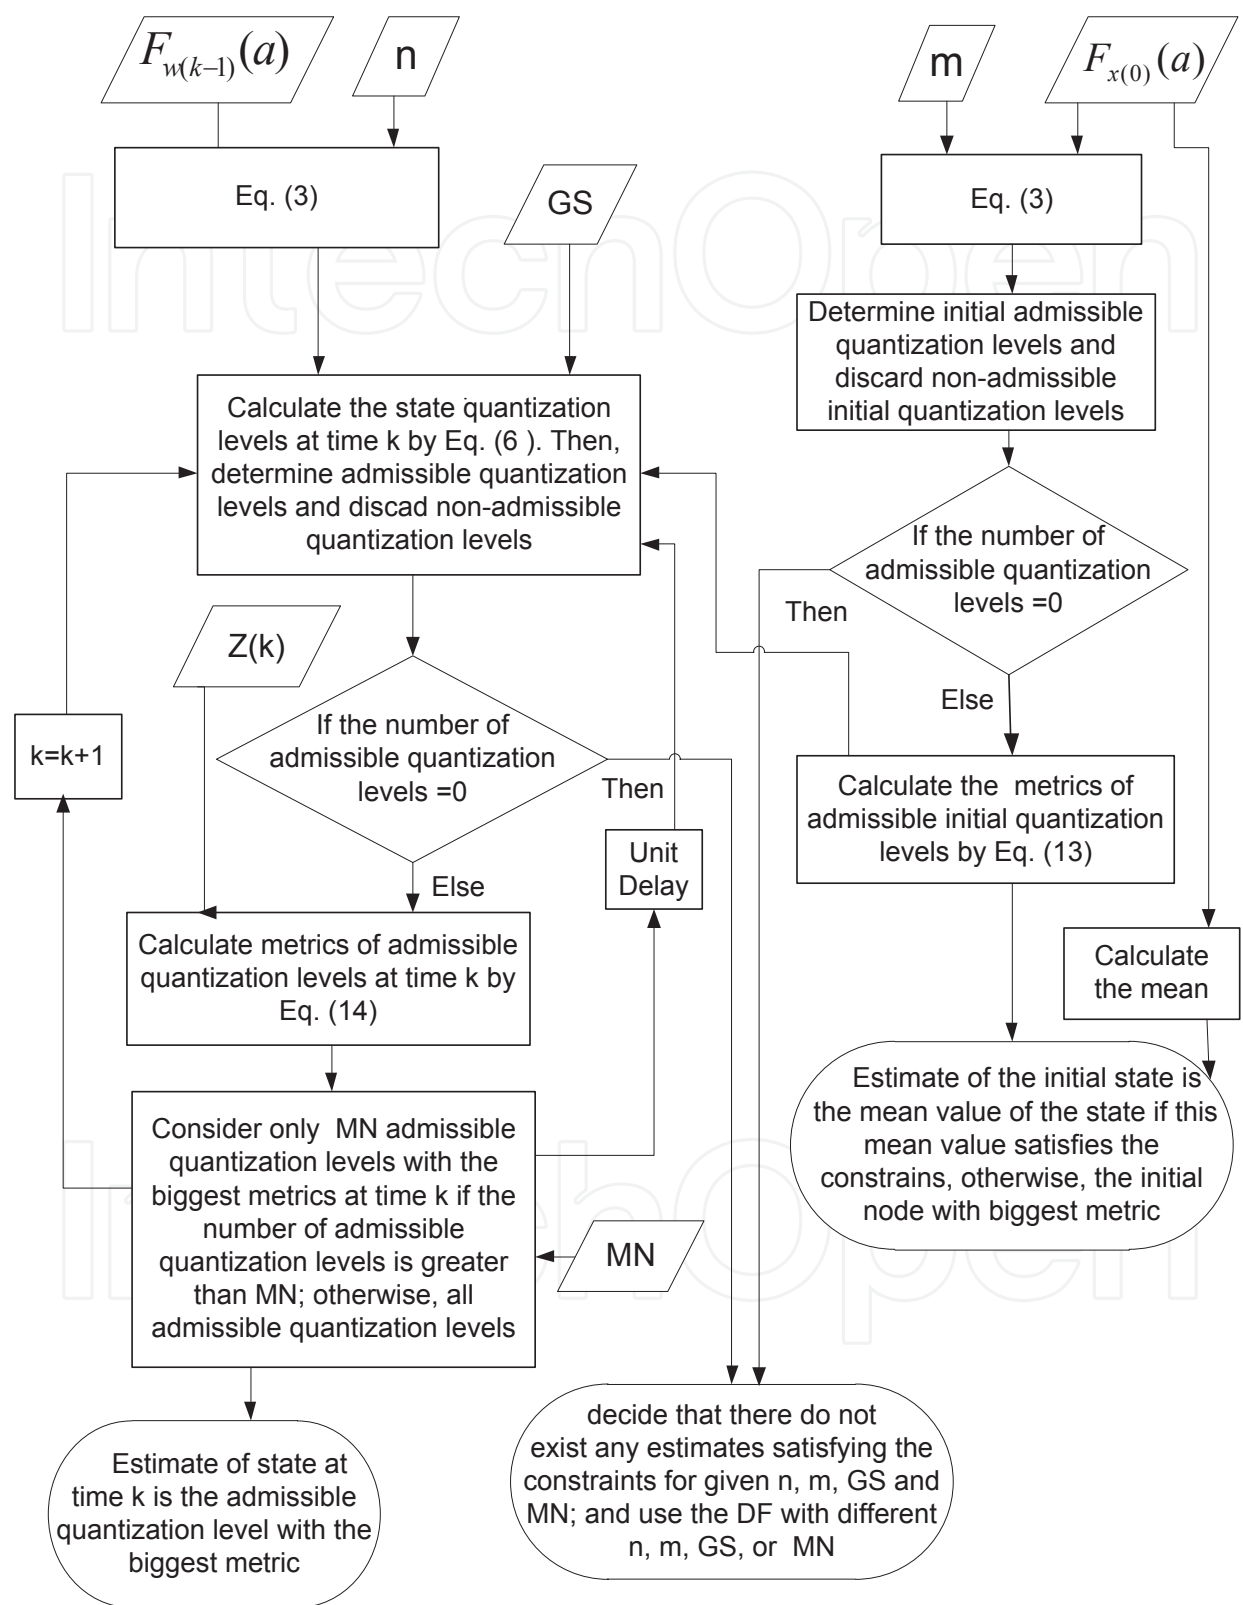 F_{w(k-1)}(a)
n
m
F_{x(0)}(a)
Eq. (3)
GS
Eq. (3)
Determine initial admissible
quantization levels and
discard non-admissible
initial quantization levels
Calculate the state quantization
levels at time k by Eq. (6 ). Then,
determine admissible quantization
levels and discad non-admissible
quantization levels
If the number of
admissible quantization
levels =0
Then
Else
Z(k)
If the number of
admissible quantization
levels =0
Then
Else
k=k+1
Unit
Delay
Calculate the metrics of
admissible initial quantization
levels by Eq. (13)
Calculate metrics of admissible
quantization levels at time k by
Eq. (14)
Calculate
the mean
Estimate of the initial state is
the mean value of the state if this
mean value satisfies the
constrains, otherwise, the initial
node with biggest metric
Consider only MN admissible
quantization levels with the
biggest metrics at time k if the
number of admissible
quantization levels is greater
than MN; otherwise, all
admissible quantization levels
MN
decide that there do not
exist any estimates satisfying the
constraints for given n, m, GS and
MN; and use the DF with different
n, m, GS, or MN
Estimate of state at
time k is the admissible
quantization level with the
biggest metric
IntechOpen
IntechOpen